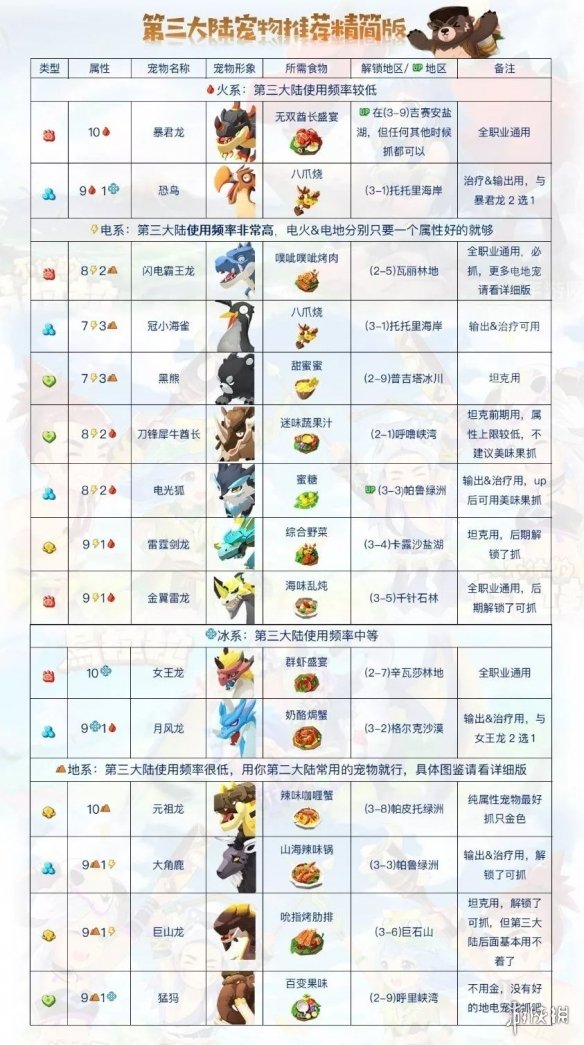 第三大陆宠物推荐精简版
类型 属性 宠物名称 宠物形象 所需食物 解锁地区/UP地区 备注
火系：第三大陆使用频率较低
10 暴君龙 无双酋长盛宴 UP在(3-9)吉赛安盐湖，但任何其他时候抓都可以 全职业通用
9 1 恐鸟 八爪烧 (3-1)托托里海岸 治疗&输出用，与暴君龙 2 选1
电系：第三大陆使用频率非常高，电火&电地分别只要一个属性好的就够
8 2 闪电霸王龙 噗呲噗呲烤肉 (2-5)瓦丽林地 全职业通用，必抓，更多电地宠请看详细版
7 3 冠小海雀 八爪烧 (3-1)托托里海岸 输出&治疗可用
7 3 黑熊 甜蜜蜜 (2-9)普吉塔冰川 坦克用
8 2 刀锋犀牛酋长 迷味蔬果汁 (2-1)呼噜峡湾 坦克前期用，属性上限较低，不建议美味果抓
8 2 电光狐 蜜糖 UP(3-3)帕鲁绿洲 输出&治疗用，up后可用美味果抓
9 1 雷霆剑龙 综合野菜 (3-4)卡露沙盐湖 坦克用，后期解锁了抓
9 1 金翼雷龙 海味乱炖 (3-5)千针石林 全职业通用，后期解锁了可抓
冰系：第三大陆使用频率中等
10 女王龙 群虾盛宴 (2-7)辛瓦莎林地 全职业通用
9 1 月风龙 奶酪焗蟹 (3-2)格尔克沙漠 输出&治疗用，与女王龙 2 选1
地系：第三大陆使用频率很低，用你第二大陆常用的宠物就行，具体图鉴请看详细版
10 元祖龙 辣味咖喱蟹 (3-8)帕皮托绿洲 纯属性宠物最好抓只金色
9 1 大角鹿 山海辣味锅 (3-3)帕鲁绿洲 输出&治疗用，解锁了可抓
9 1 巨山龙 吮指烤肋排 (3-6)巨石山 坦克用，解锁了可抓，但第三大陆后面基本用不着了
9 1 猛犸 百变果味 (2-9)呼里峡湾 不用金，没有好的地电宠就抓吧
游侠网